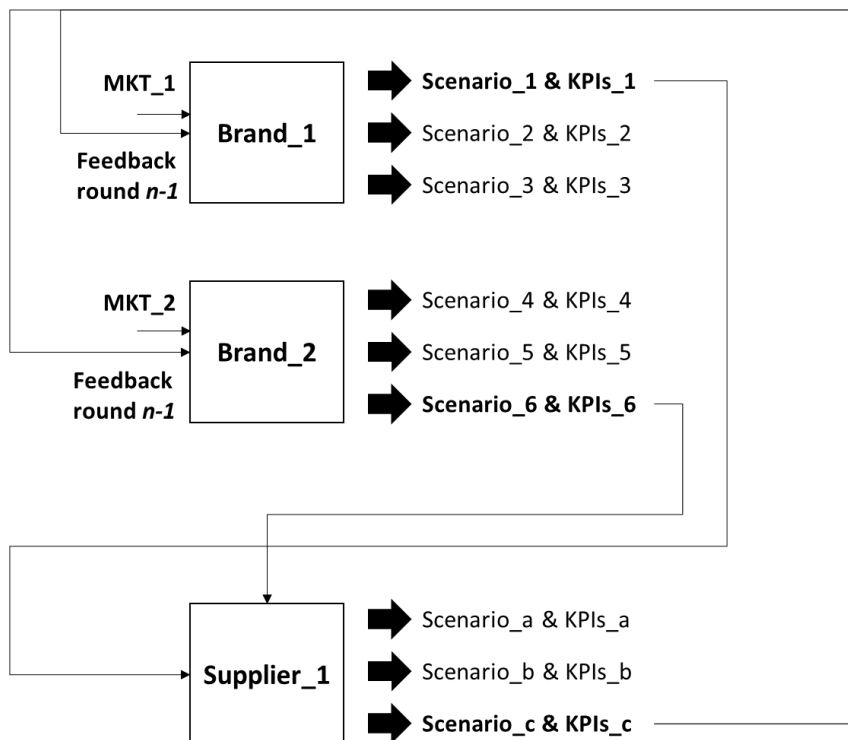 MKT_1
Feedback
round n-1
Brand_1
Scenario_1 & KPIs_1
Scenario_2 & KPIs_2
Scenario_3 & KPIs_3
MKT_2
Feedback
round n-1
Brand_2
Scenario_4 & KPIs_4
Scenario_5 & KPIs_5
Scenario_6 & KPIs_6
Supplier_1
Scenario_a & KPIs_a
Scenario_b & KPIs_b
Scenario_c & KPIs_c